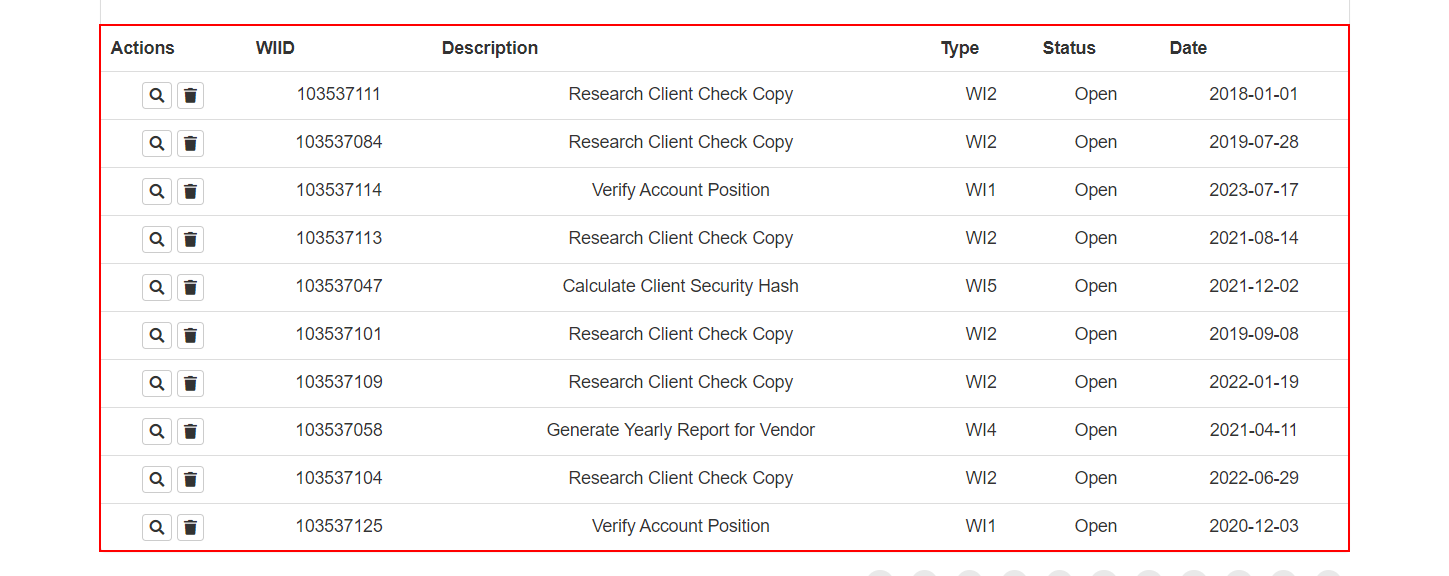 Actions WIID Description Type Status Date
103537111 Research Client Check Copy WI2 Open 2018-01-01
103537084 Research Client Check Copy WI2 Open 2019-07-28
103537114 Verify Account Position WI1 Open 2023-07-17
103537113 Research Client Check Copy WI2 Open 2021-08-14
103537047 Calculate Client Security Hash WI5 Open 2021-12-02
103537101 Research Client Check Copy WI2 Open 2019-09-08
103537109 Research Client Check Copy WI2 Open 2022-01-19
103537058 Generate Yearly Report for Vendor WI4 Open 2021-04-11
103537104 Research Client Check Copy WI2 Open 2022-06-29
103537125 Verify Account Position WI1 Open 2020-12-03